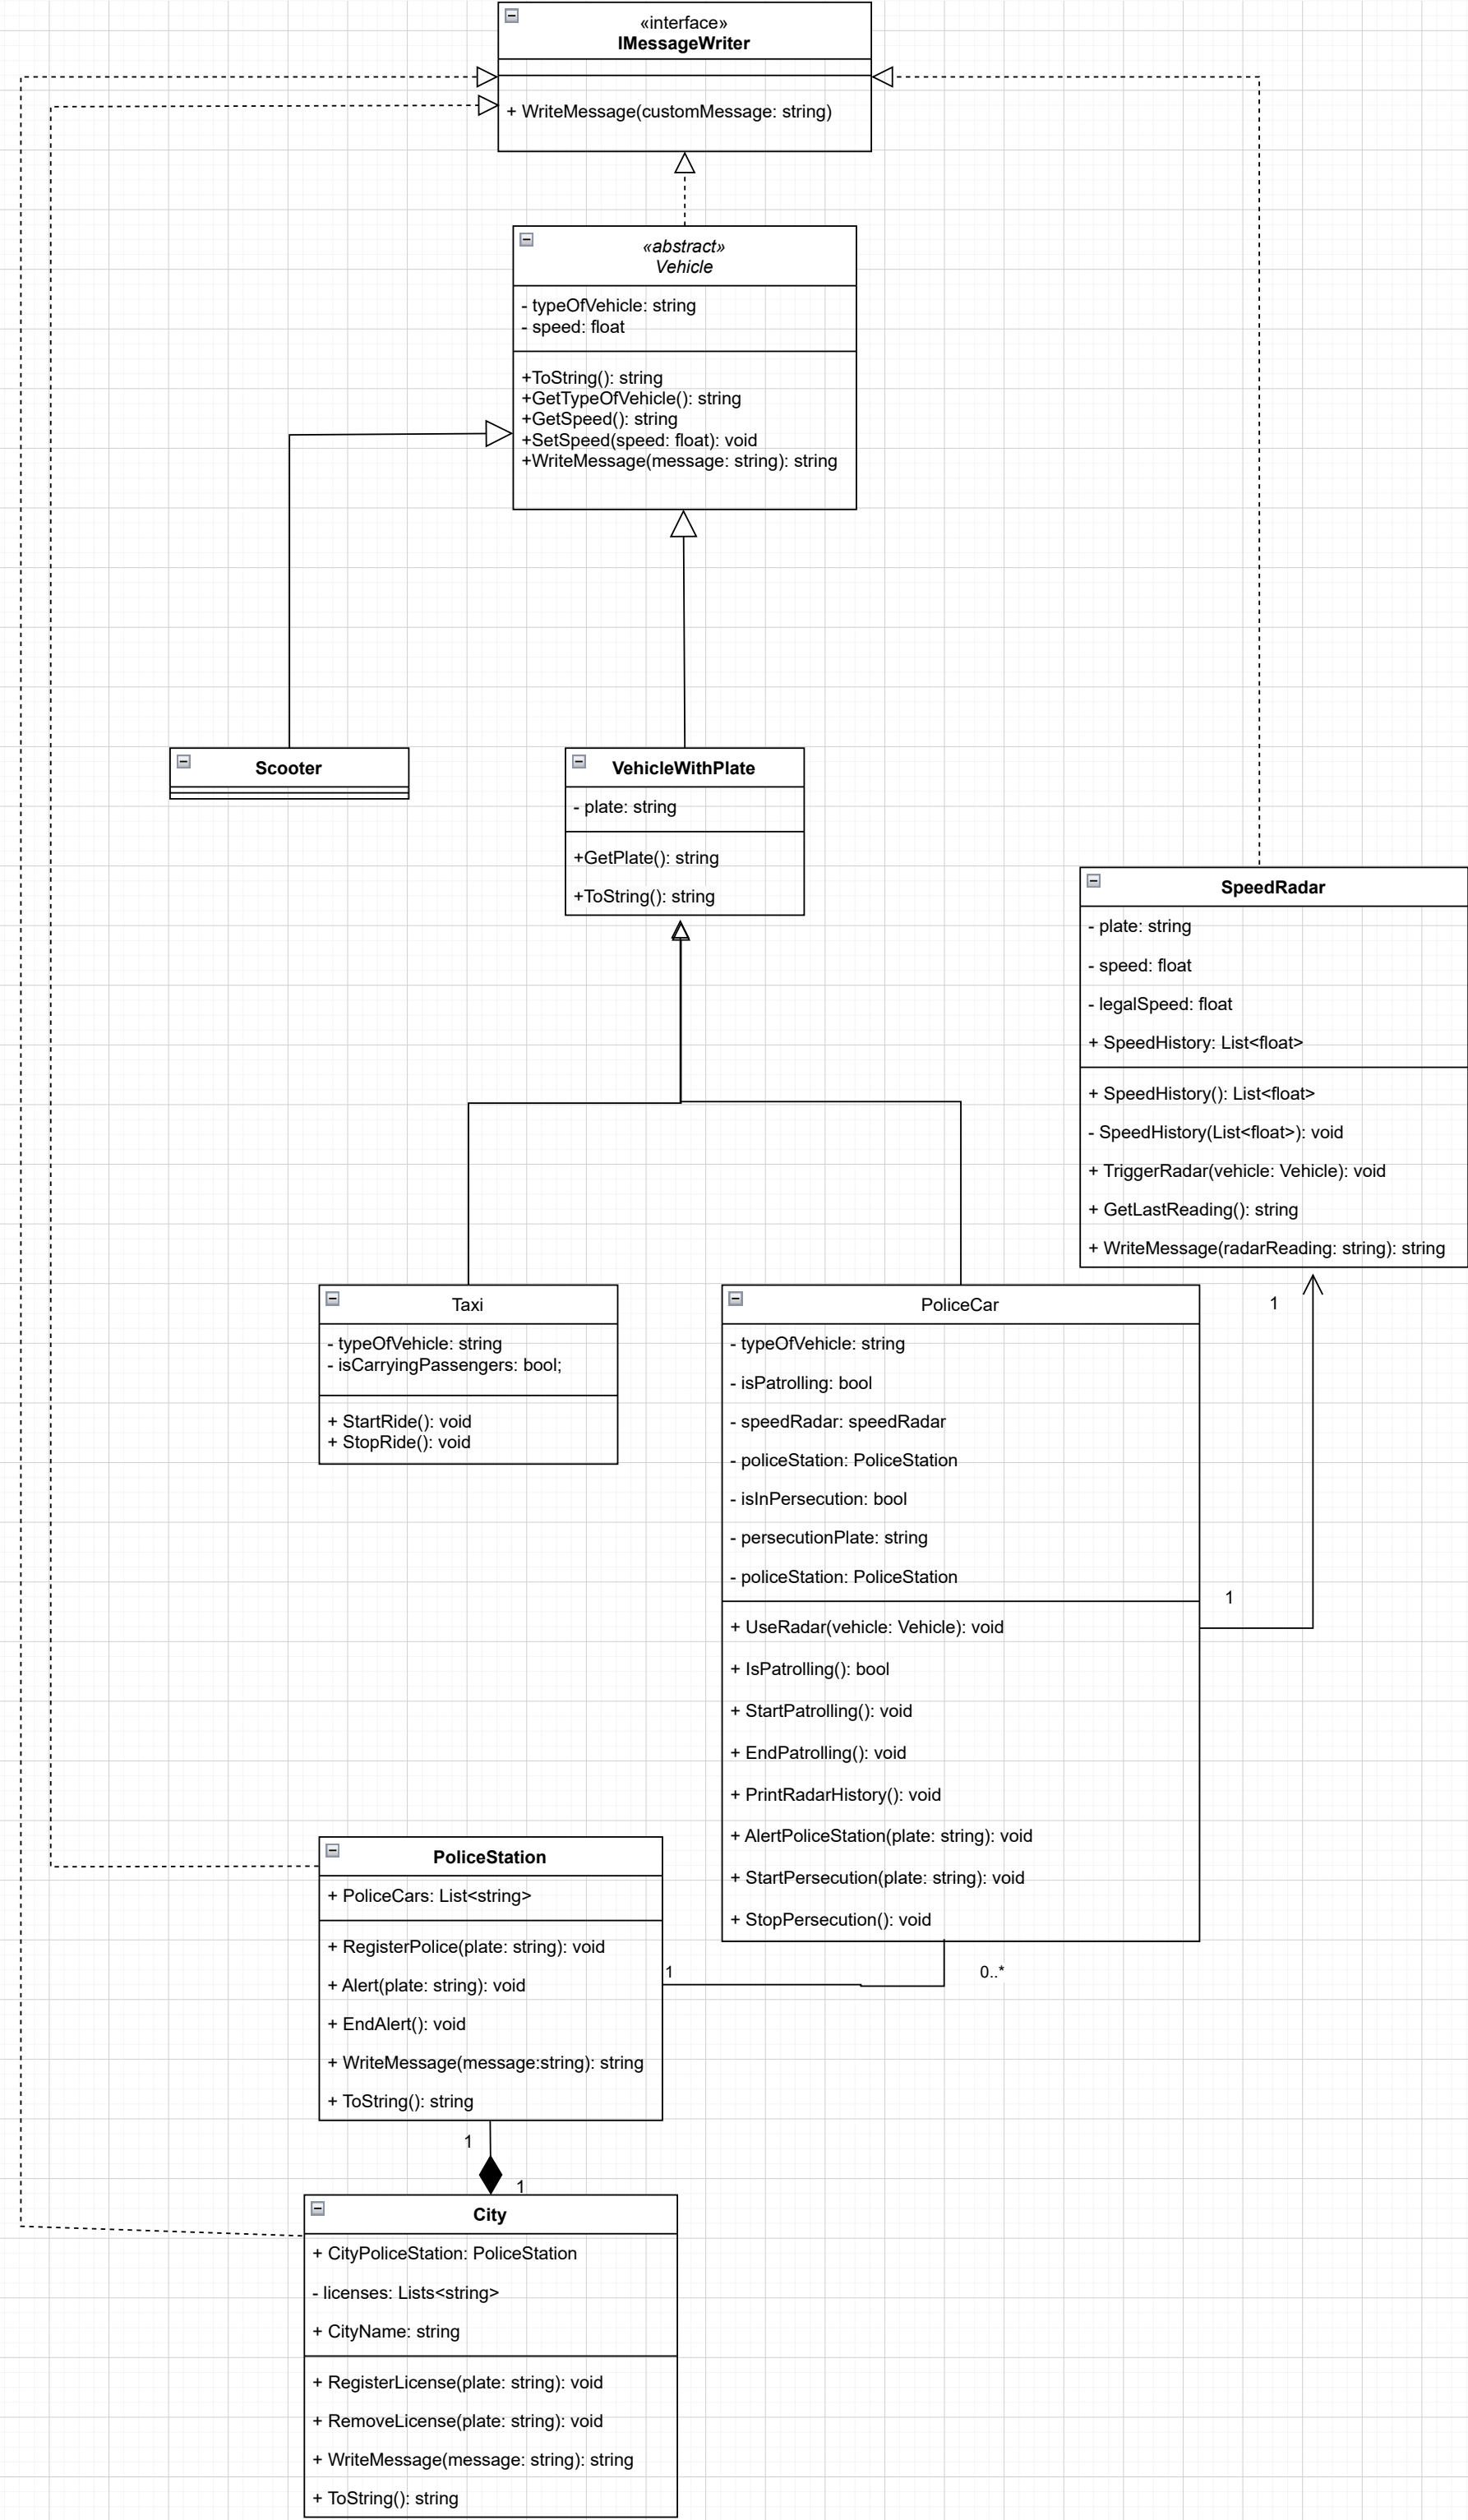 «interface»
IMessageWriter
+ WriteMessage(customMessage: string)
«abstract»
Vehicle
- typeOfVehicle: string
- speed: float
+ToString(): string
+GetTypeOfVehicle(): string
+GetSpeed(): string
+SetSpeed(speed: float): void
+WriteMessage(message: string): string
Scooter
VehicleWithPlate
- plate: string
+GetPlate(): string
+ToString(): string
SpeedRadar
- plate: string
- speed: float
- legalSpeed: float
+ SpeedHistory: List<float>
+ SpeedHistory(): List<float>
- SpeedHistory(List<float>): void
+ TriggerRadar(vehicle: Vehicle): void
+ GetLastReading(): string
+ WriteMessage(radarReading: string): string
1
Taxi
- typeOfVehicle: string
- isCarryingPassengers: bool;
+ StartRide(): void
+ StopRide(): void
PoliceCar
- typeOfVehicle: string
- isPatrolling: bool
- speedRadar: speedRadar
- policeStation: PoliceStation
- isInPersecution: bool
- persecutionPlate: string
- policeStation: PoliceStation
1
+ UseRadar(vehicle: Vehicle): void
+ IsPatrolling(): bool
+ StartPatrolling(): void
+ EndPatrolling(): void
+ PrintRadarHistory(): void
+ AlertPoliceStation(plate: string): void
+ StartPersecution(plate: string): void
+ StopPersecution(): void
PoliceStation
+ PoliceCars: List<string>
+ RegisterPolice(plate: string): void
+ Alert(plate: string): void
+ EndAlert(): void
+ WriteMessage(message:string): string
+ ToString(): string
1
0..*
1
1
City
+ CityPoliceStation: PoliceStation
- licenses: Lists<string>
+ CityName: string
+ RegisterLicense(plate: string): void
+ RemoveLicense(plate: string): void
+ WriteMessage(message: string): string
+ ToString(): string